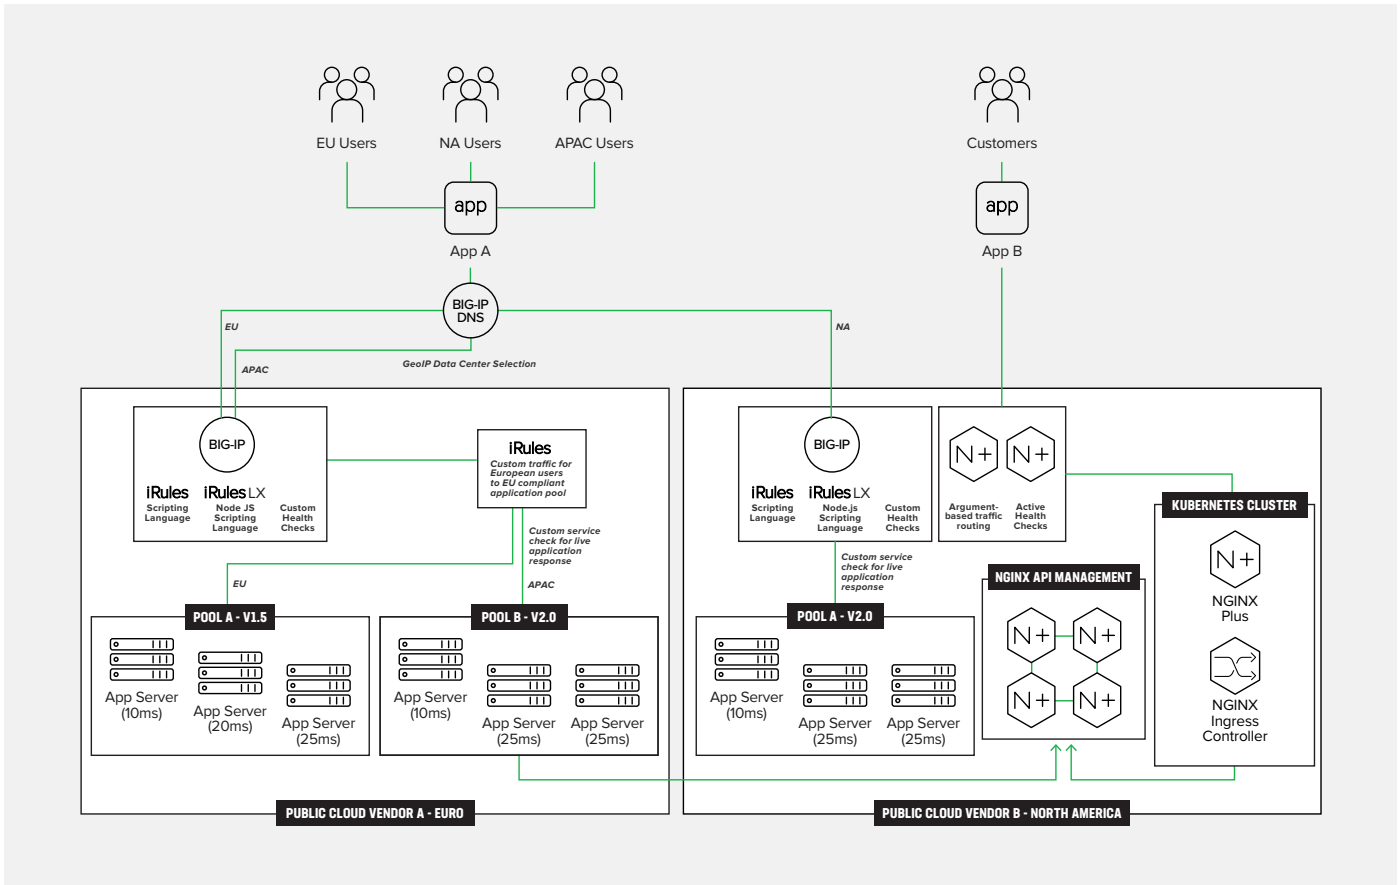 EU Users
NA Users
APAC Users
Customers
app
app
App A
App B
BIG-IP
DNS
EU
NA
GeoIP Data Center Selection
APAC
BIG-IP
iRules
Scripting
Language
iRules LX
Node JS
Scripting
Language
Custom
Health
Checks
iRules
Custom traffic for
European users
to EU compliant
application pool
Custom service
check for live
application
response
EU
APAC
POOL A - V1.5
App Server
(10ms)
App Server
(20ms)
App Server
(25ms)
POOL B - V2.0
App Server
(10ms)
App Server
(25ms)
App Server
(25ms)
PUBLIC CLOUD VENDOR A - EURO
BIG-IP
iRules
Scripting
Language
iRules LX
Node.js
Scripting
Language
Custom
Health
Checks
N+
N+
Argument-
based traffic
routing
Active
Health
Checks
Custom service
check for live
application
response
POOL A - V2.0
App Server
(10ms)
App Server
(25ms)
App Server
(25ms)
NGINX API MANAGEMENT
N+
N+
N+
N+
KUBERNETES CLUSTER
N+
NGINX
Plus
NGINX
Ingress
Controller
PUBLIC CLOUD VENDOR B - NORTH AMERICA